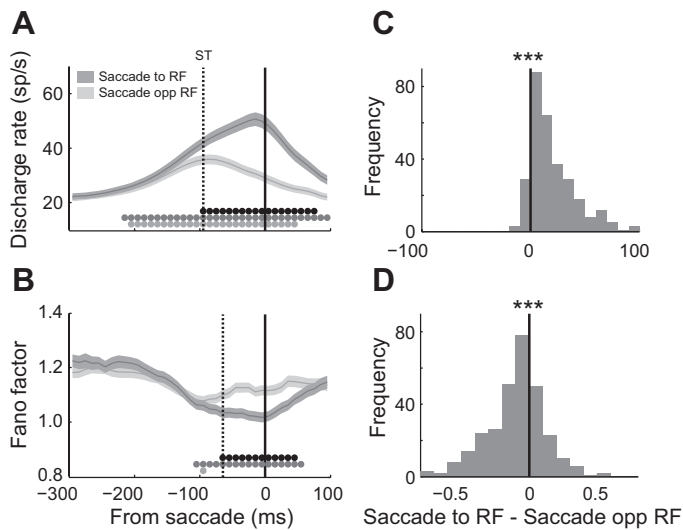 A
ST
Saccade to RF
Saccade opp RF
Discharge rate (sp/s)
60
40
20
B
1.4
1.2
1.0
0.8
Fano factor
−300 −200 −100 0 100
From saccade (ms)
C
***
Frequency
80
40
0
-100 0 100
D
***
Frequency
80
40
0
−0.5 0 0.5
Saccade to RF - Saccade opp RF